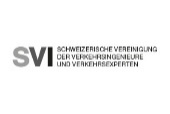 SVI SCHWEIZERISCHE VEREINIGUNG
DER VERKEHRSINGENIEURE
UND VERKEHRSEXPERTEN